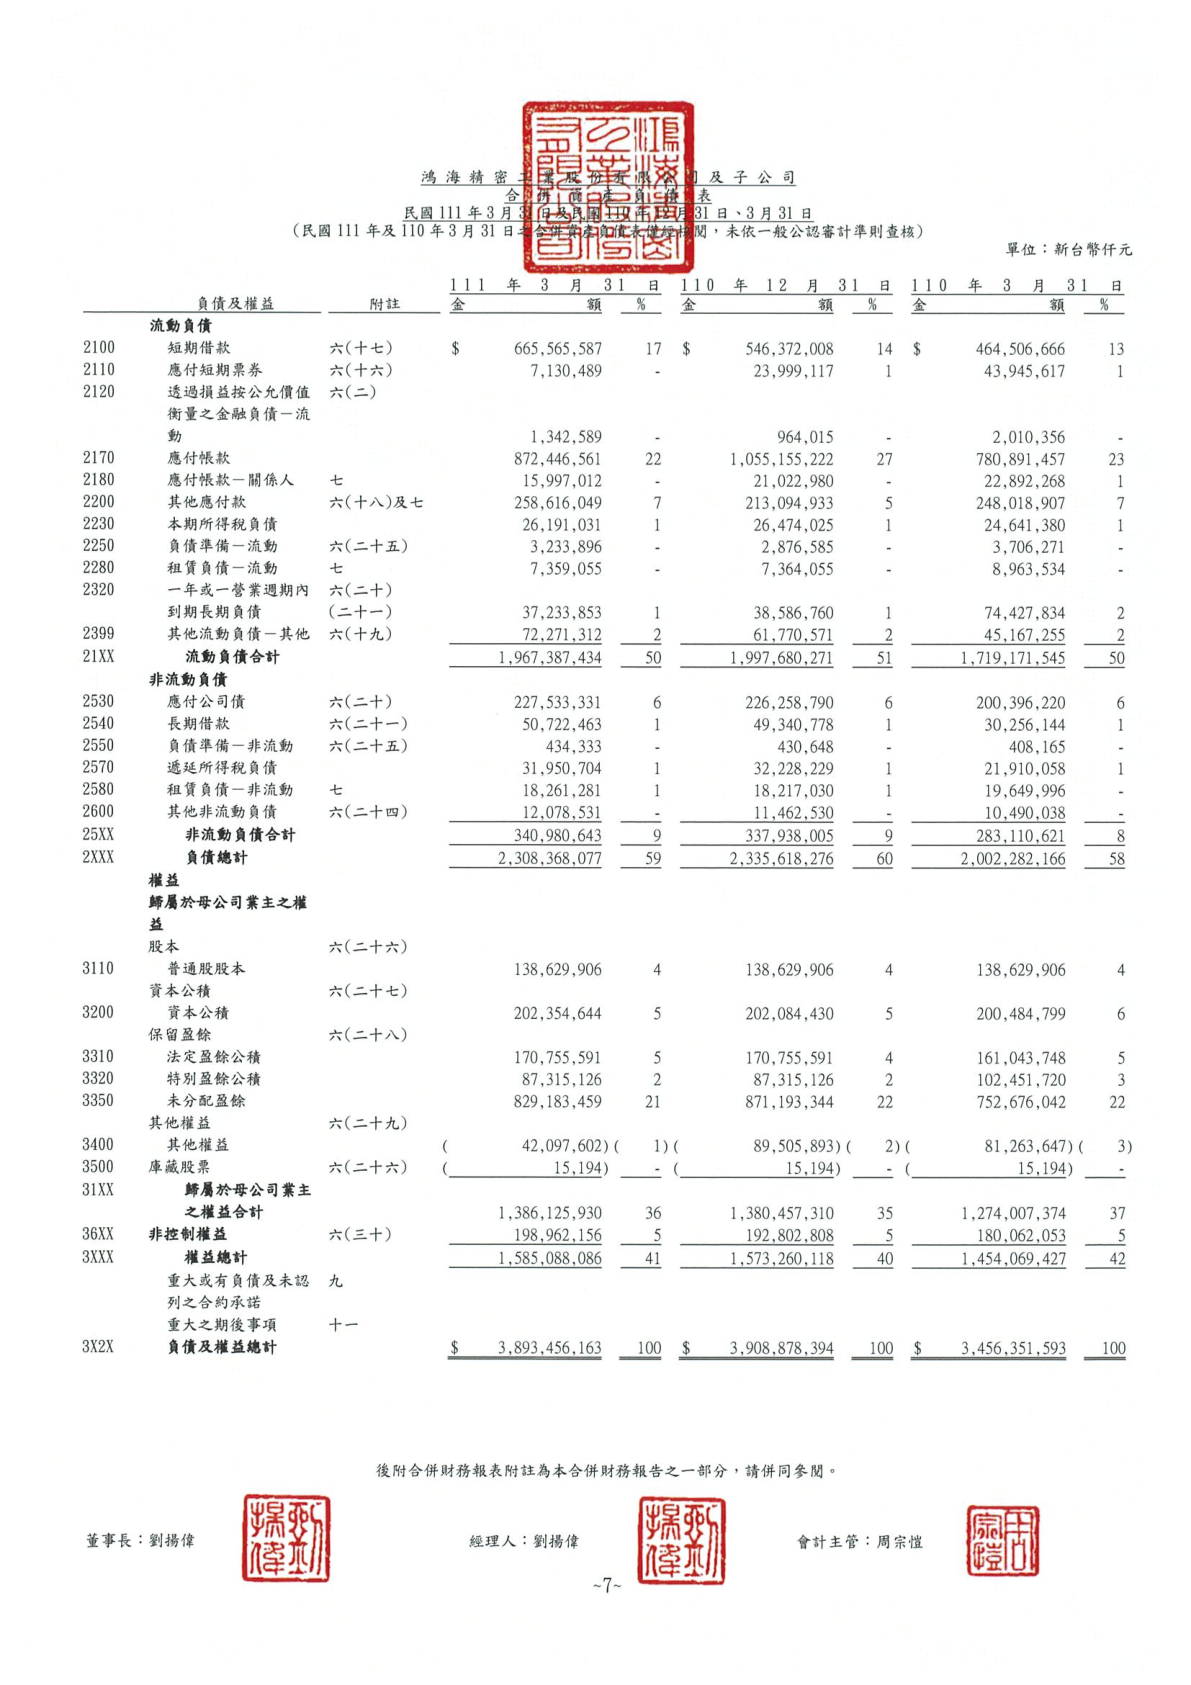 鴻海精密工業股份有限公司及子公司
合併資產負債表
民國111年3月31日及民國110年12月31日、3月31日
(民國111年及110年3月31日之合併資產負債表僅經核閱，未依一般公認審計準則查核)
單位：新台幣仟元
111年3月31日 110年12月31日 110年3月31日
負債及權益 附註 金額 % 金額 % 金額 %
流動負債
2100 短期借款 六(十七) $ 665,565,587 17 $ 546,372,008 14 $ 464,506,666 13
2110 應付短期票券 六(十六) 7,130,489 - 23,999,117 1 43,945,617 1
2120 透過損益按公允價值 六(二)
衡量之金融負債－流
動 1,342,589 - 964,015 - 2,010,356 -
2170 應付帳款 872,446,561 22 1,055,155,222 27 780,891,457 23
2180 應付帳款－關係人 七 15,997,012 - 21,022,980 - 22,892,268 1
2200 其他應付款 六(十八)及七 258,616,049 7 213,094,933 5 248,018,907 7
2230 本期所得稅負債 26,191,031 1 26,474,025 1 24,641,380 1
2250 負債準備－流動 六(二十五) 3,233,896 - 2,876,585 - 3,706,271 -
2280 租賃負債－流動 七 7,359,055 - 7,364,055 - 8,963,534 -
2320 一年或一營業週期內 六(二十)
到期長期負債 (二十一) 37,233,853 1 38,586,760 1 74,427,834 2
2399 其他流動負債－其他 六(十九) 72,271,312 2 61,770,571 2 45,167,255 2
21XX 流動負債合計 1,967,387,434 50 1,997,680,271 51 1,719,171,545 50
非流動負債
2530 應付公司債 六(二十) 227,533,331 6 226,258,790 6 200,396,220 6
2540 長期借款 六(二十一) 50,722,463 1 49,340,778 1 30,256,144 1
2550 負債準備－非流動 六(二十五) 434,333 - 430,648 - 408,165 -
2570 遞延所得稅負債 31,950,704 1 32,228,229 1 21,910,058 1
2580 租賃負債－非流動 七 18,261,281 1 18,217,030 1 19,649,996 -
2600 其他非流動負債 六(二十四) 12,078,531 - 11,462,530 - 10,490,038 -
25XX 非流動負債合計 340,980,643 9 337,938,005 9 283,110,621 8
2XXX 負債總計 2,308,368,077 59 2,335,618,276 60 2,002,282,166 58
權益
歸屬於母公司業主之權
益
股本 六(二十六)
3110 普通股股本 138,629,906 4 138,629,906 4 138,629,906 4
資本公積 六(二十七)
3200 資本公積 202,354,644 5 202,084,430 5 200,484,799 6
保留盈餘 六(二十八)
3310 法定盈餘公積 170,755,591 5 170,755,591 4 161,043,748 5
3320 特別盈餘公積 87,315,126 2 87,315,126 2 102,451,720 3
3350 未分配盈餘 829,183,459 21 871,193,344 22 752,676,042 22
其他權益 六(二十九)
3400 其他權益 ( 42,097,602) ( 1) ( 89,505,893) ( 2) ( 81,263,647) ( 3)
3500 庫藏股票 六(二十六) ( 15,194) - ( 15,194) - ( 15,194) -
31XX 歸屬於母公司業主
之權益合計 1,386,125,930 36 1,380,457,310 35 1,274,007,374 37
36XX 非控制權益 六(三十) 198,962,156 5 192,802,808 5 180,062,053 5
3XXX 權益總計 1,585,088,086 41 1,573,260,118 40 1,454,069,427 42
重大或有負債及未認 九
列之合約承諾
重大之期後事項 十一
3X2X 負債及權益總計 $ 3,893,456,163 100 $ 3,908,878,394 100 $ 3,456,351,593 100
後附合併財務報表附註為本合併財務報告之一部分，請併同參閱。
董事長：劉揚偉 經理人：劉揚偉 會計主管：周宗愷
~7~